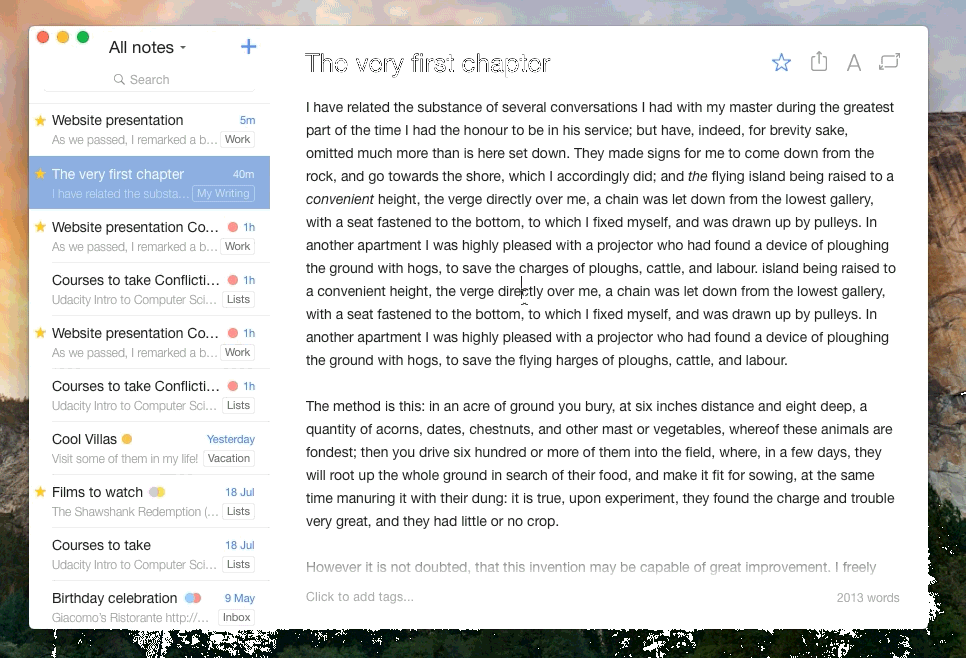 All notes
Search
Website presentation 5m
As we passed, I remarked a b... Work
The very first chapter 40m
I have related the substa... My Writing
Website presentation Co... 1h
As we passed, I remarked a b... Work
Courses to take Conflicti... 1h
Udacity Intro to Computer Sci... Lists
Website presentation Co... 1h
As we passed, I remarked a b... Work
Courses to take Conflicti... 1h
Udacity Intro to Computer Sci... Lists
Cool Villas Yesterday
Visit some of them in my life! Vacation
Films to watch 18 Jul
The Shawshank Redemption (... Lists
Courses to take 18 Jul
Udacity Intro to Computer Sci... Lists
Birthday celebration 9 May
Giacomo's Ristorante http://... Inbox
The very first chapter
A
I have related the substance of several conversations I had with my master during the greatest
part of the time I had the honour to be in his service; but have, indeed, for brevity sake,
omitted much more than is here set down. They made signs for me to come down from the
rock, and go towards the shore, which I accordingly did; and the flying island being raised to a
convenient height, the verge directly over me, a chain was let down from the lowest gallery,
with a seat fastened to the bottom, to which I fixed myself, and was drawn up by pulleys. In
another apartment I was highly pleased with a projector who had found a device of ploughing
the ground with hogs, to save the charges of ploughs, cattle, and labour. island being raised to
a convenient height, the verge directly over me, a chain was let down from the lowest gallery,
with a seat fastened to the bottom, to which I fixed myself, and was drawn up by pulleys. In
another apartment I was highly pleased with a projector who had found a device of ploughing
the ground with hogs, to save the flying harges of ploughs, cattle, and labour.
The method is this: in an acre of ground you bury, at six inches distance and eight deep, a
quantity of acorns, dates, chestnuts, and other mast or vegetables, whereof these animals are
fondest; then you drive six hundred or more of them into the field, where, in a few days, they
will root up the whole ground in search of their food, and make it fit for sowing, at the same
time manuring it with their dung: it is true, upon experiment, they found the charge and trouble
very great, and they had little or no crop.
However it is not doubted, that this invention may be capable of great improvement. I freely
Click to add tags...
2013 words